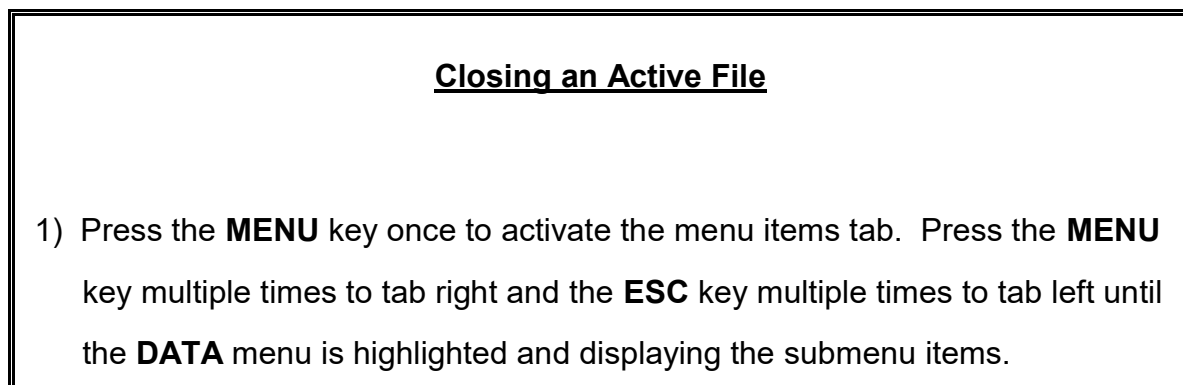 Closing an Active File
1) Press the MENU key once to activate the menu items tab. Press the MENU
key multiple times to tab right and the ESC key multiple times to tab left until
the DATA menu is highlighted and displaying the submenu items.